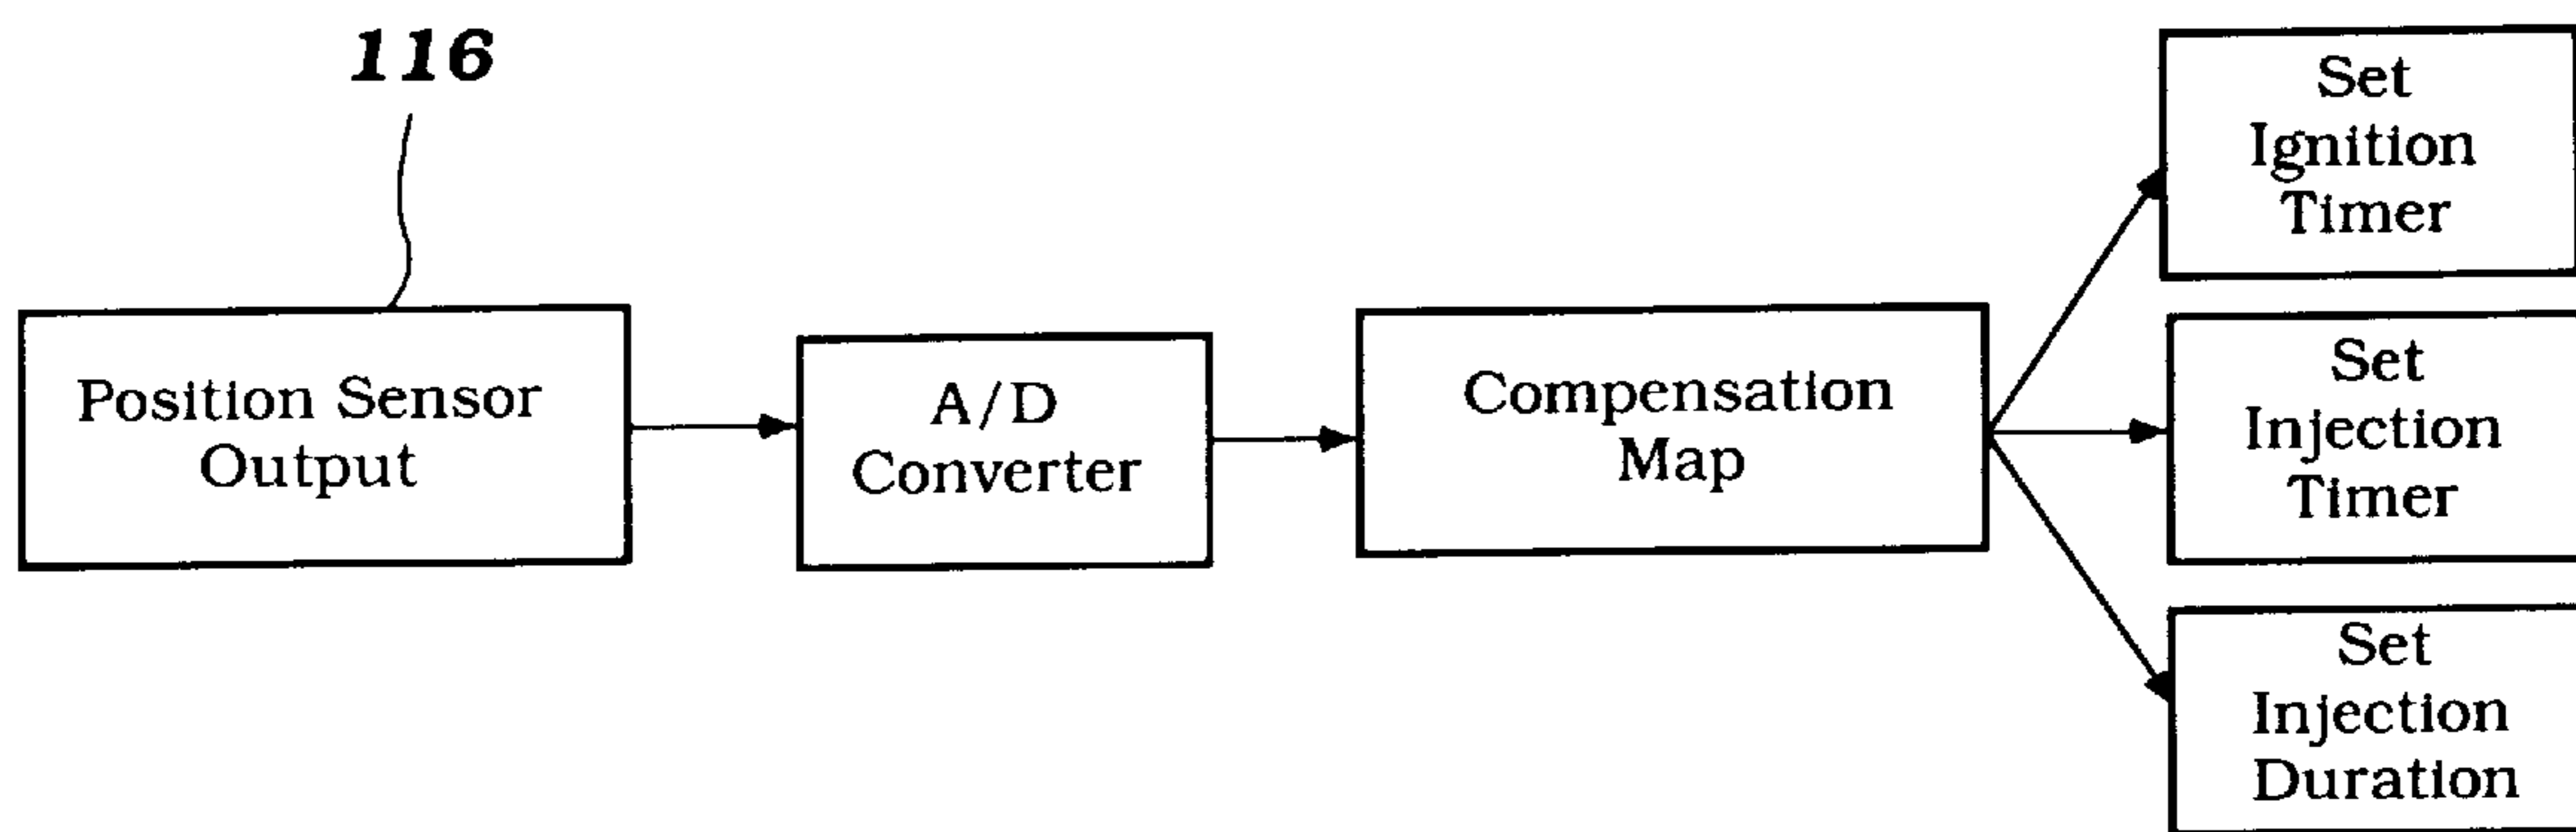 116
Position Sensor
Output
A/D
Converter
Compensation
Map
Set
Ignition
Timer
Set
Injection
Timer
Set
Injection
Duration